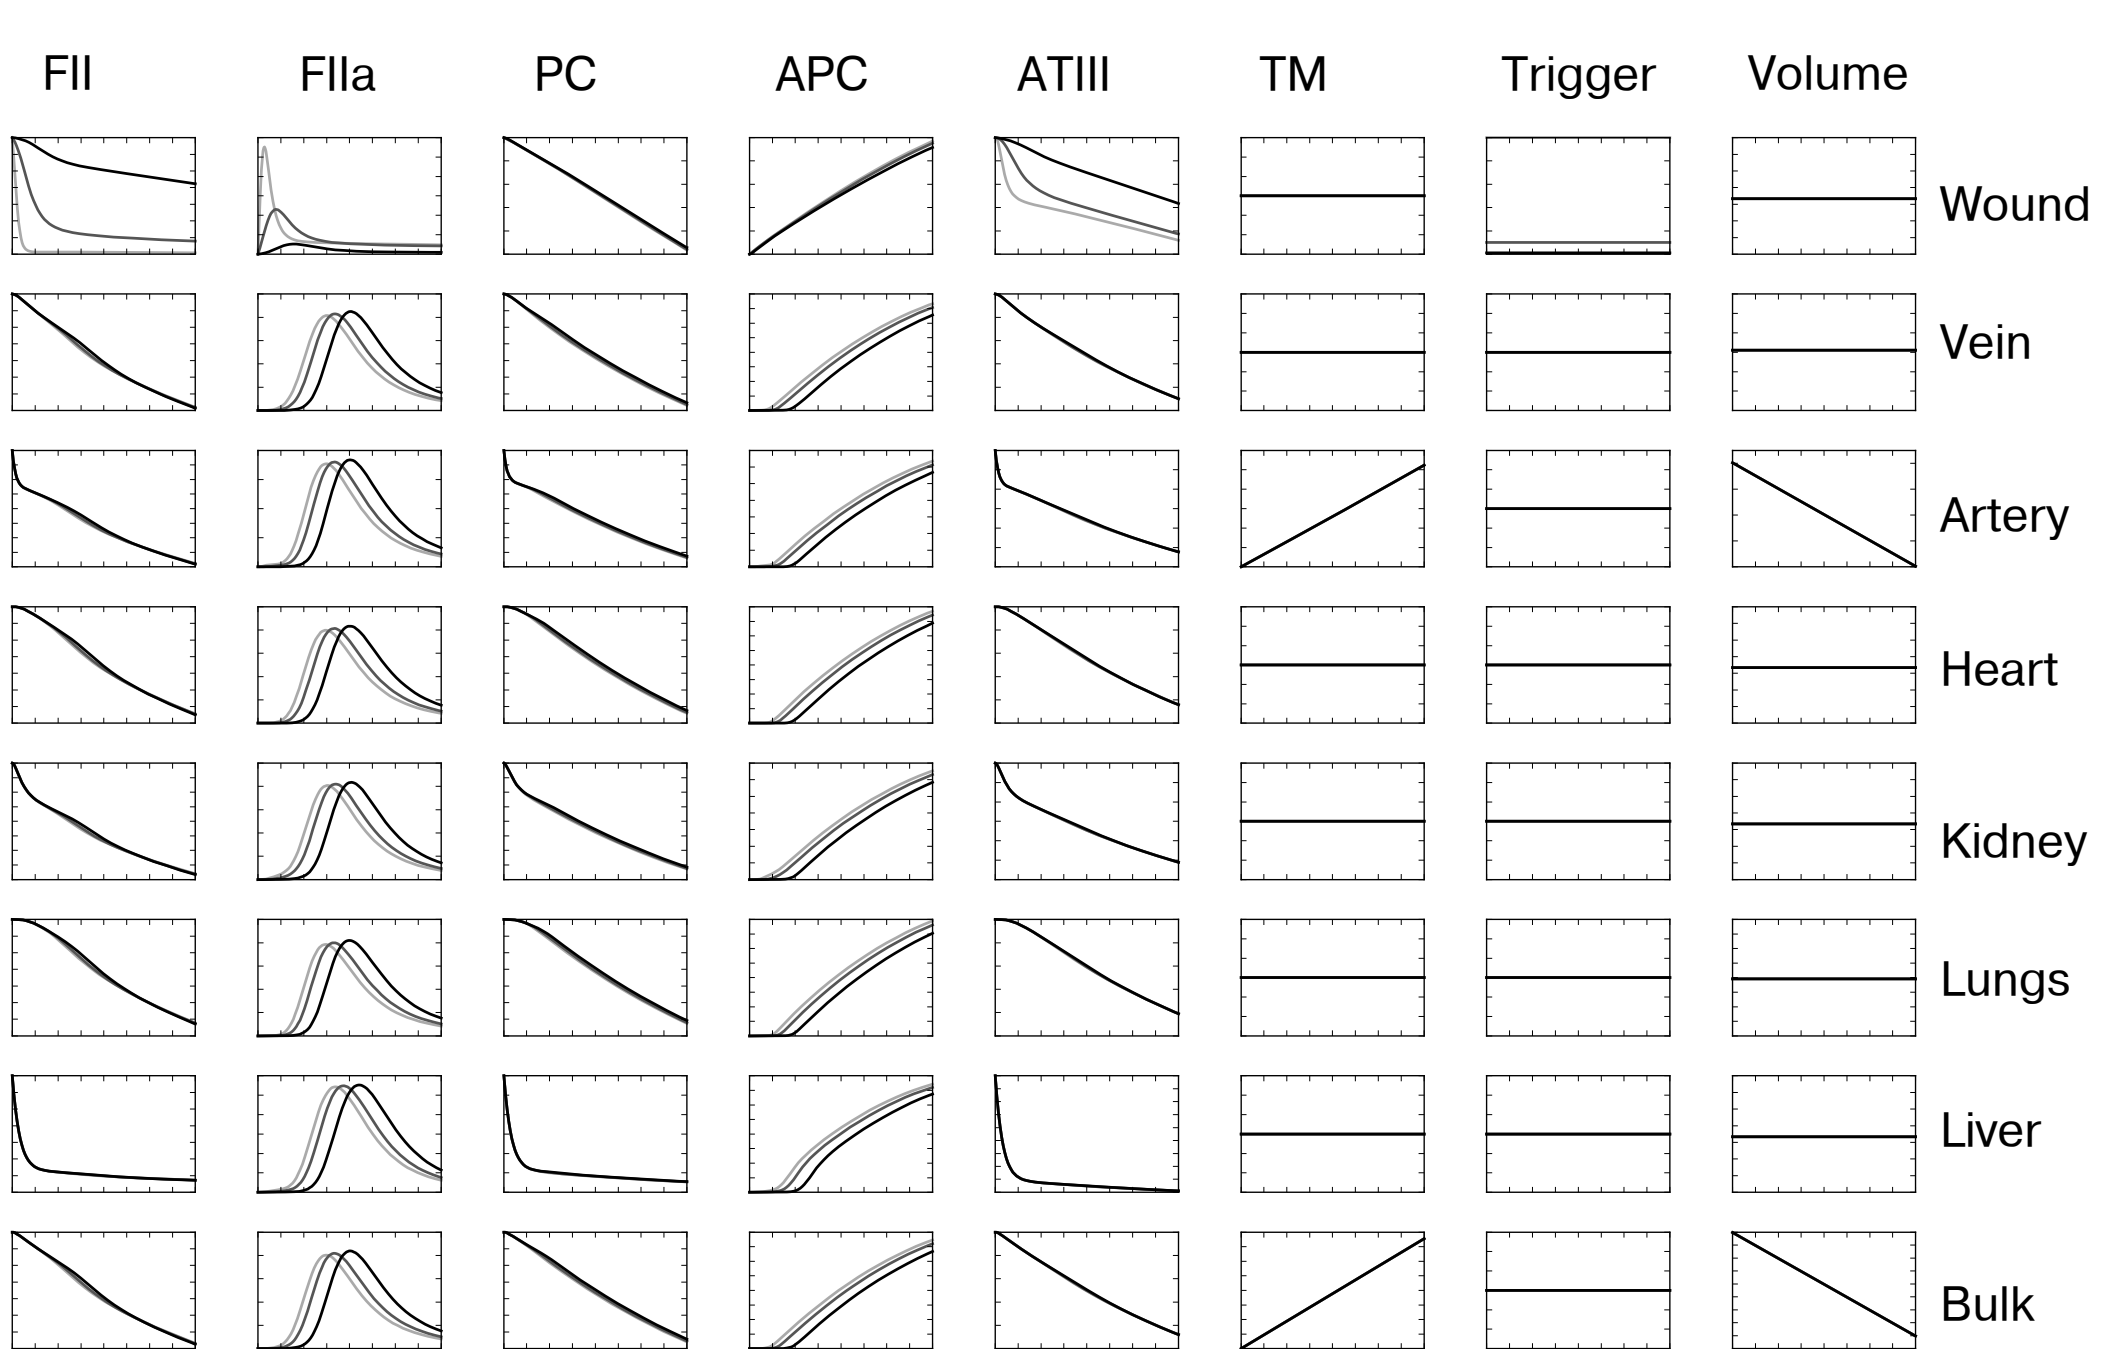 FII FIIa PC APC ATIII TM Trigger Volume
Wound
Vein
Artery
Heart
Kidney
Lungs
Liver
Bulk